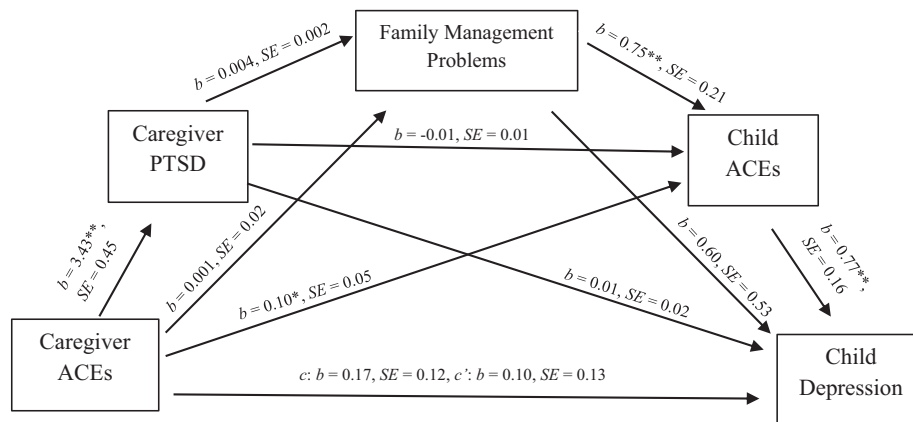 Family Management
Problems
b = 0.004, SE = 0.002
b = 0.75**, SE = 0.21
Caregiver
PTSD
b = -0.01, SE = 0.01
Child
ACEs
b = 3.43**,
SE = 0.45
b = 0.001, SE = 0.02
b = 0.10*, SE = 0.05
b = 0.01, SE = 0.02
b = 0.60, SE = 0.53
b = 0.77**,
SE = 0.16
Caregiver
ACEs
c: b = 0.17, SE = 0.12, c’: b = 0.10, SE = 0.13
Child
Depression